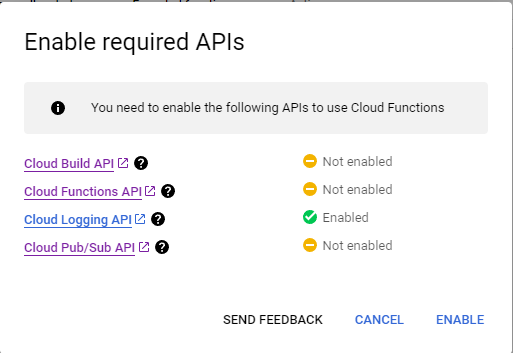 Enable required APIs
You need to enable the following APIs to use Cloud Functions
Cloud Build API Not enabled
Cloud Functions API Not enabled
Cloud Logging API Enabled
Cloud Pub/Sub API Not enabled
SEND FEEDBACK CANCEL ENABLE